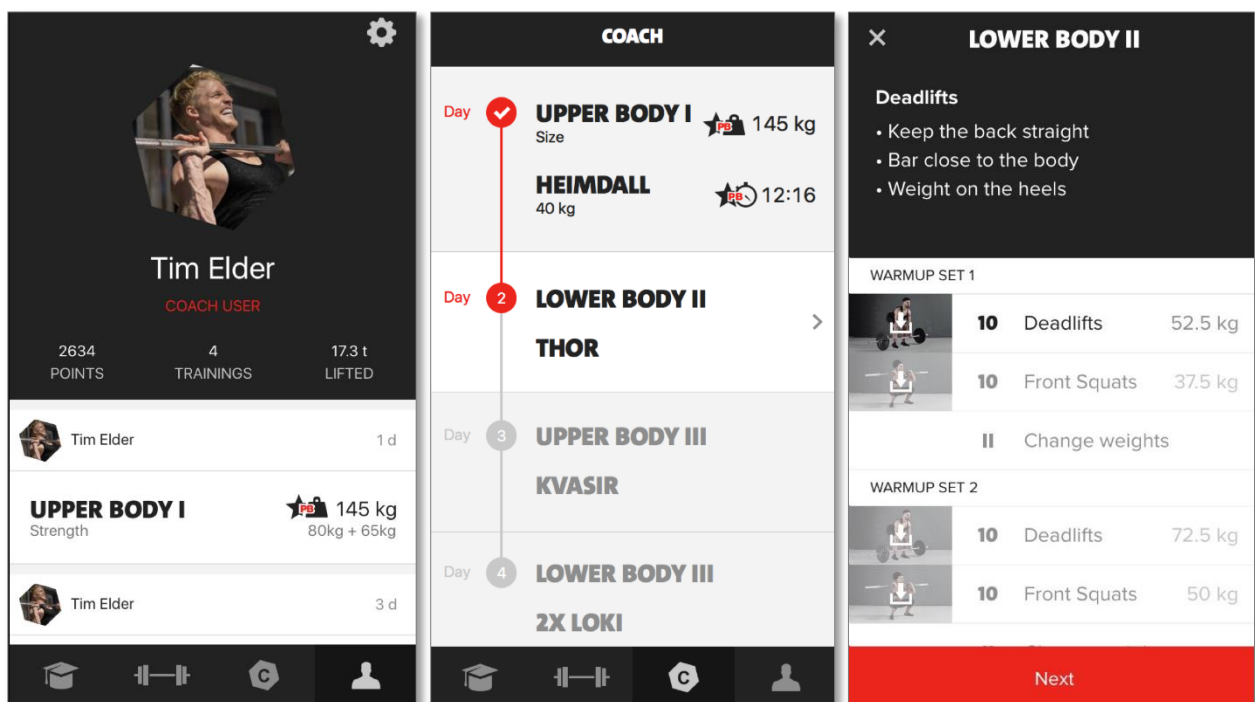 Tim Elder
COACH USER
2634 4 17.3 t
POINTS TRAININGS LIFTED
Tim Elder 1 d
UPPER BODY I PB 145 kg
Strength 80kg + 65kg
Tim Elder 3 d
C
COACH
Day UPPER BODY I PB 145 kg
Size
HEIMDALL PB 12:16
40 kg
Day 2 LOWER BODY II
THOR
Day 3 UPPER BODY III
KVASIR
Day 4 LOWER BODY III
2X LOKI
C
LOWER BODY II
Deadlifts
• Keep the back straight
• Bar close to the body
• Weight on the heels
WARMUP SET 1
10 Deadlifts 52.5 kg
10 Front Squats 37.5 kg
Change weights
WARMUP SET 2
10 Deadlifts 72.5 kg
10 Front Squats 50 kg
Next